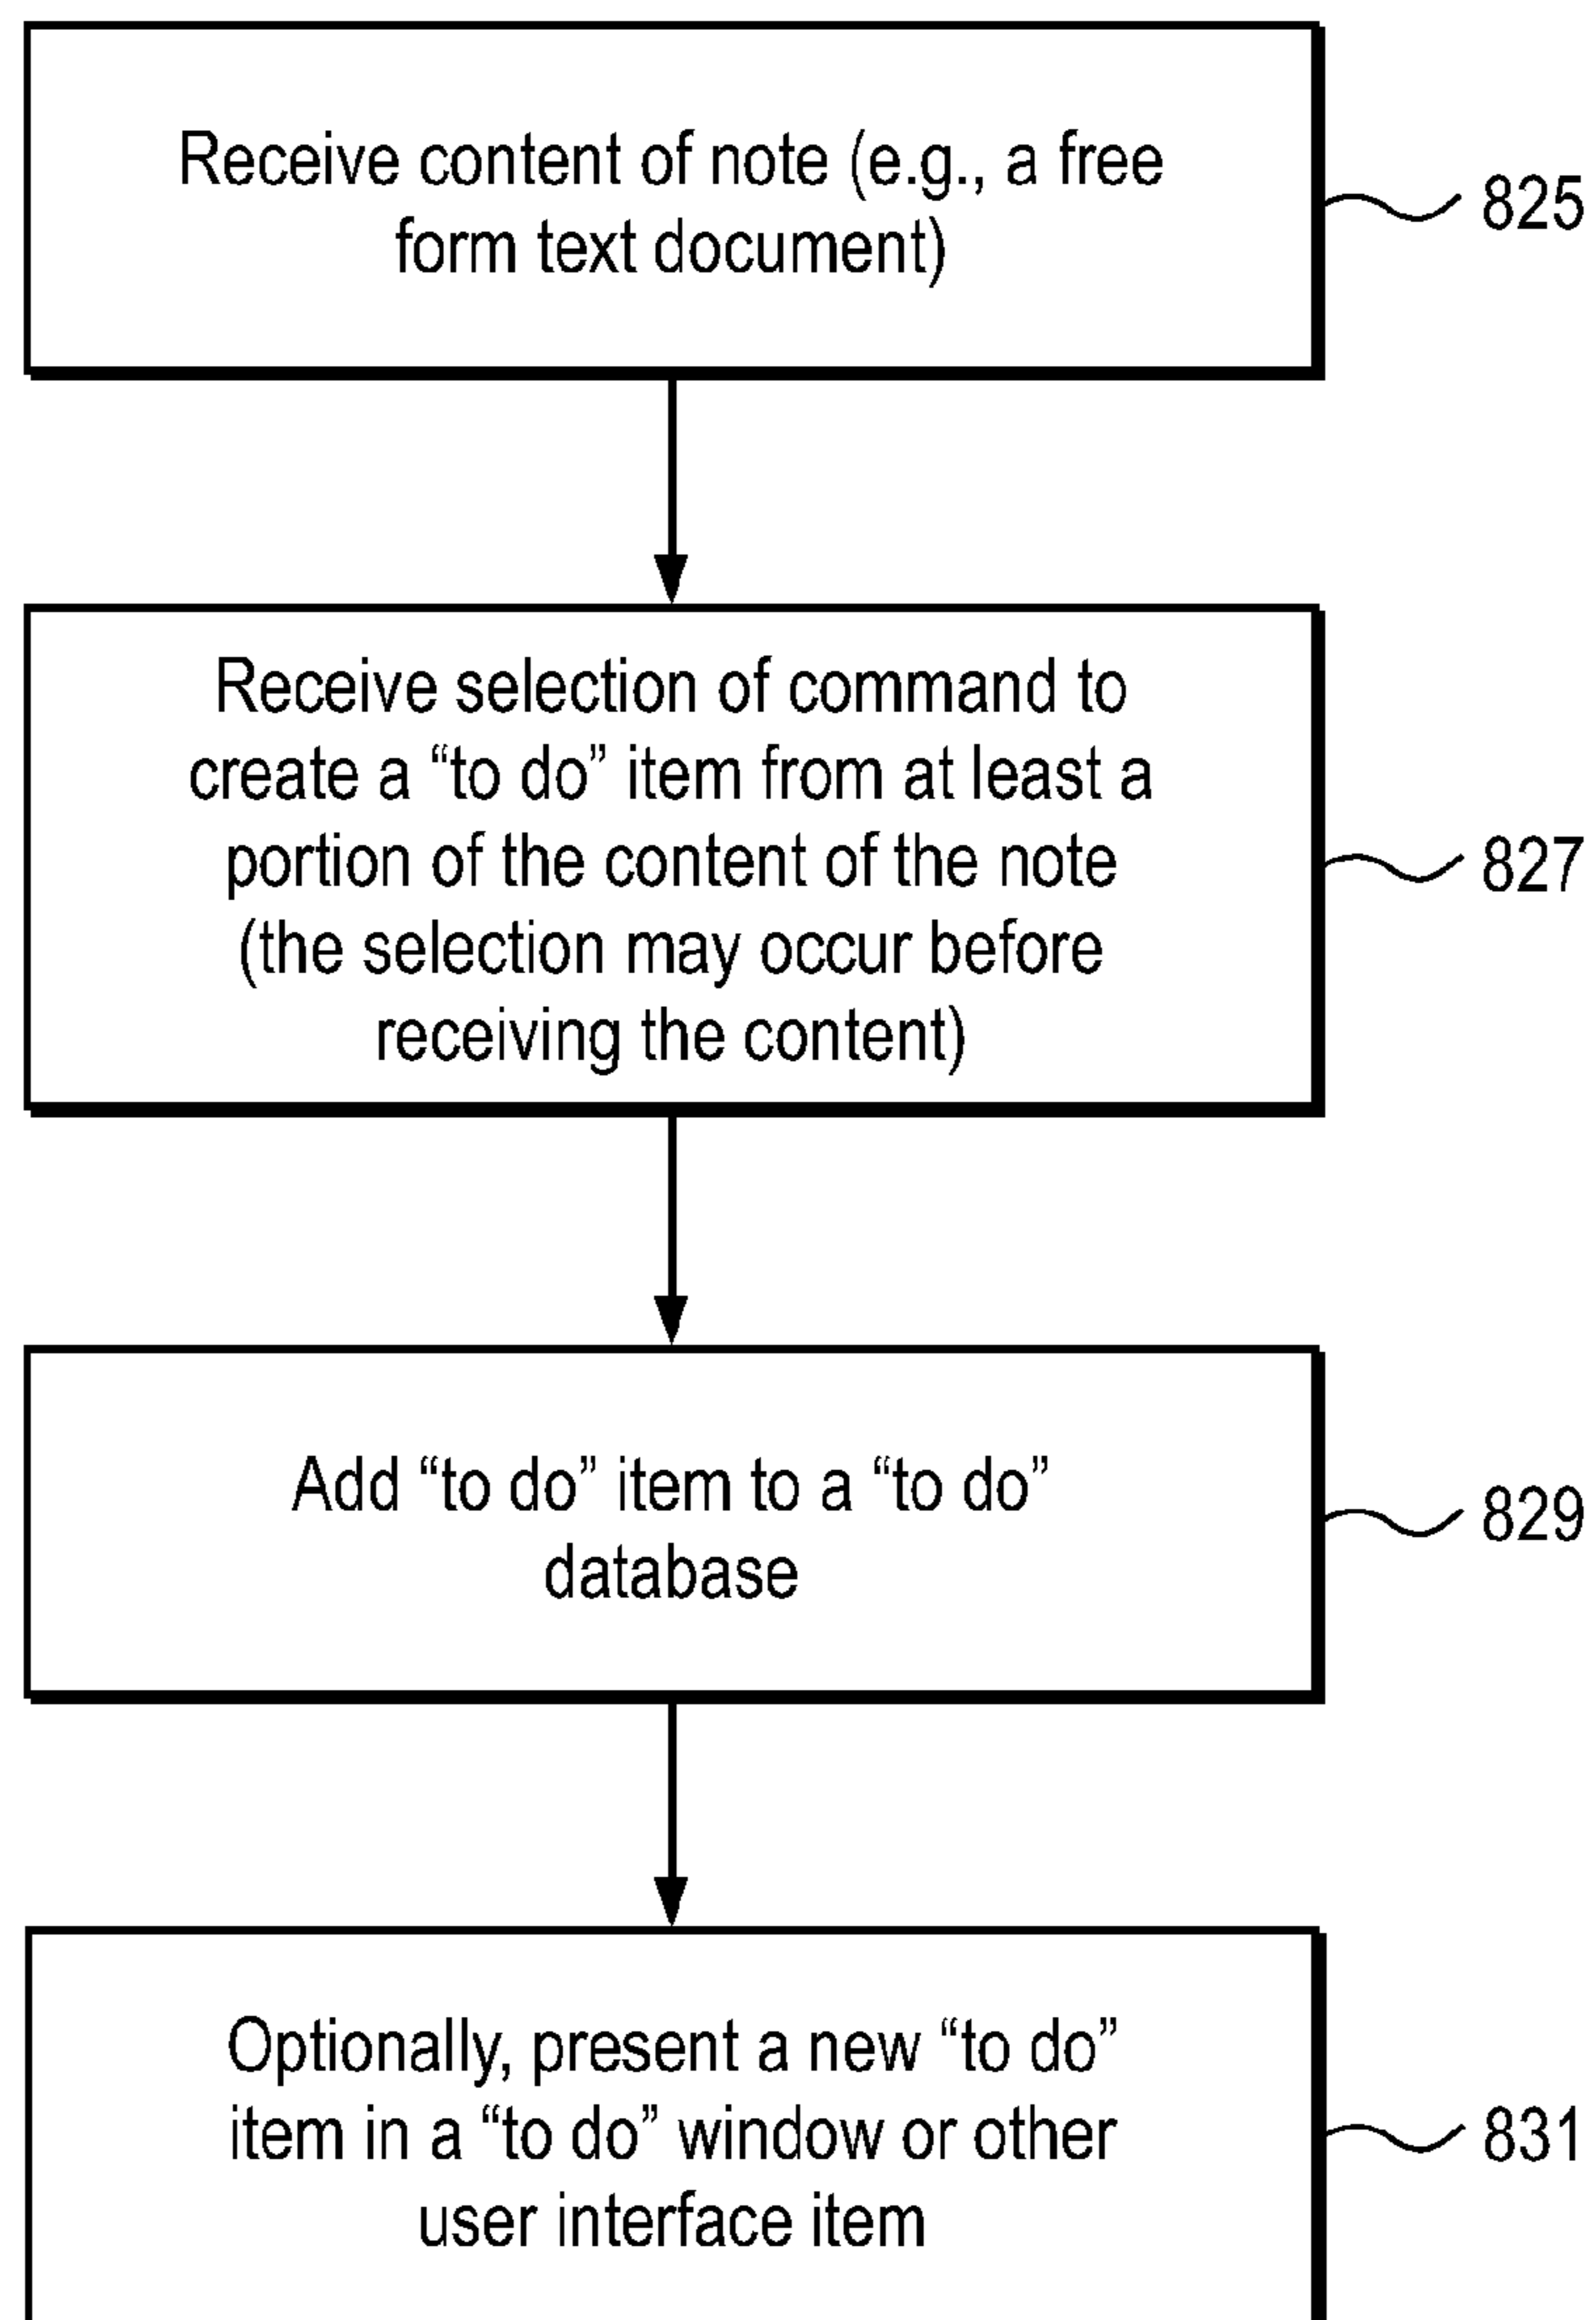 Receive content of note (e.g., a free
form text document)
825
Receive selection of command to
create a “to do” item from at least a
portion of the content of the note
(the selection may occur before
receiving the content)
827
Add “to do” item to a “to do”
database
829
Optionally, present a new “to do”
item in a “to do” window or other
user interface item
831